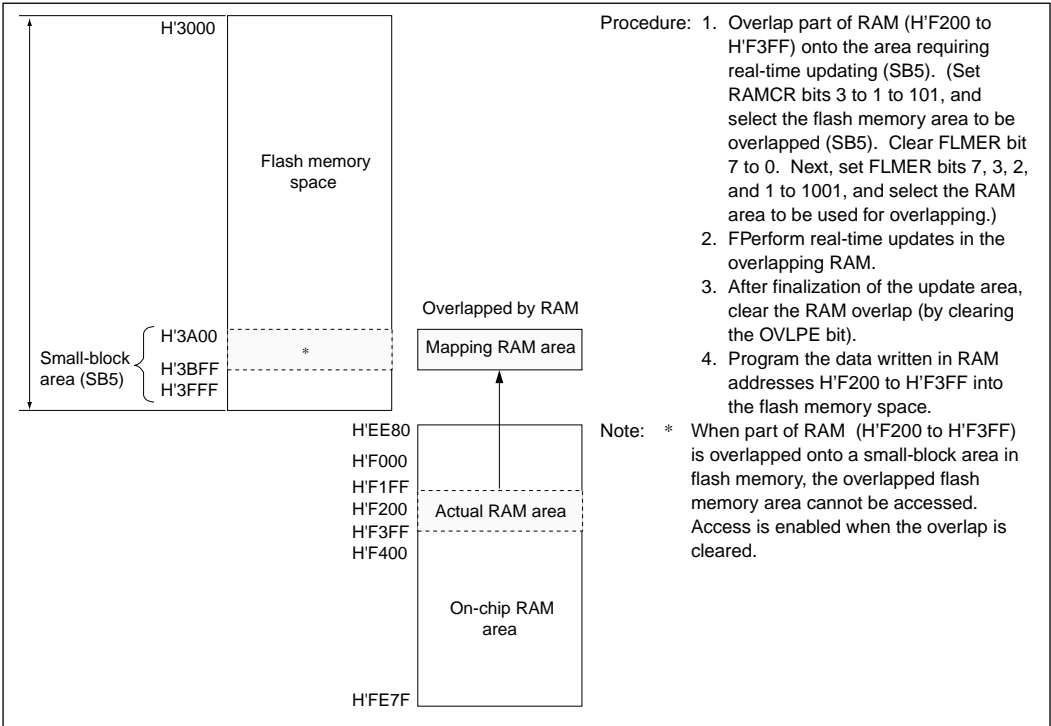 H'3000
Flash memory
space
Overlapped by RAM
H'3A00
Small-block
area (SB5)
*
H'3BFF
H'3FFF
Mapping RAM area
H'EE80
H'F000
H'F1FF
H'F200
Actual RAM area
H'F3FF
H'F400
On-chip RAM
area
H'FE7F
Procedure: 1. Overlap part of RAM (H'F200 to
H'F3FF) onto the area requiring
real-time updating (SB5). (Set
RAMCR bits 3 to 1 to 101, and
select the flash memory area to be
overlapped (SB5). Clear FLMER bit
7 to 0. Next, set FLMER bits 7, 3, 2,
and 1 to 1001, and select the RAM
area to be used for overlapping.)
2. FPerform real-time updates in the
overlapping RAM.
3. After finalization of the update area,
clear the RAM overlap (by clearing
the OVLPE bit).
4. Program the data written in RAM
addresses H'F200 to H'F3FF into
the flash memory space.
Note: * When part of RAM (H'F200 to H'F3FF)
is overlapped onto a small-block area in
flash memory, the overlapped flash
memory area cannot be accessed.
Access is enabled when the overlap is
cleared.